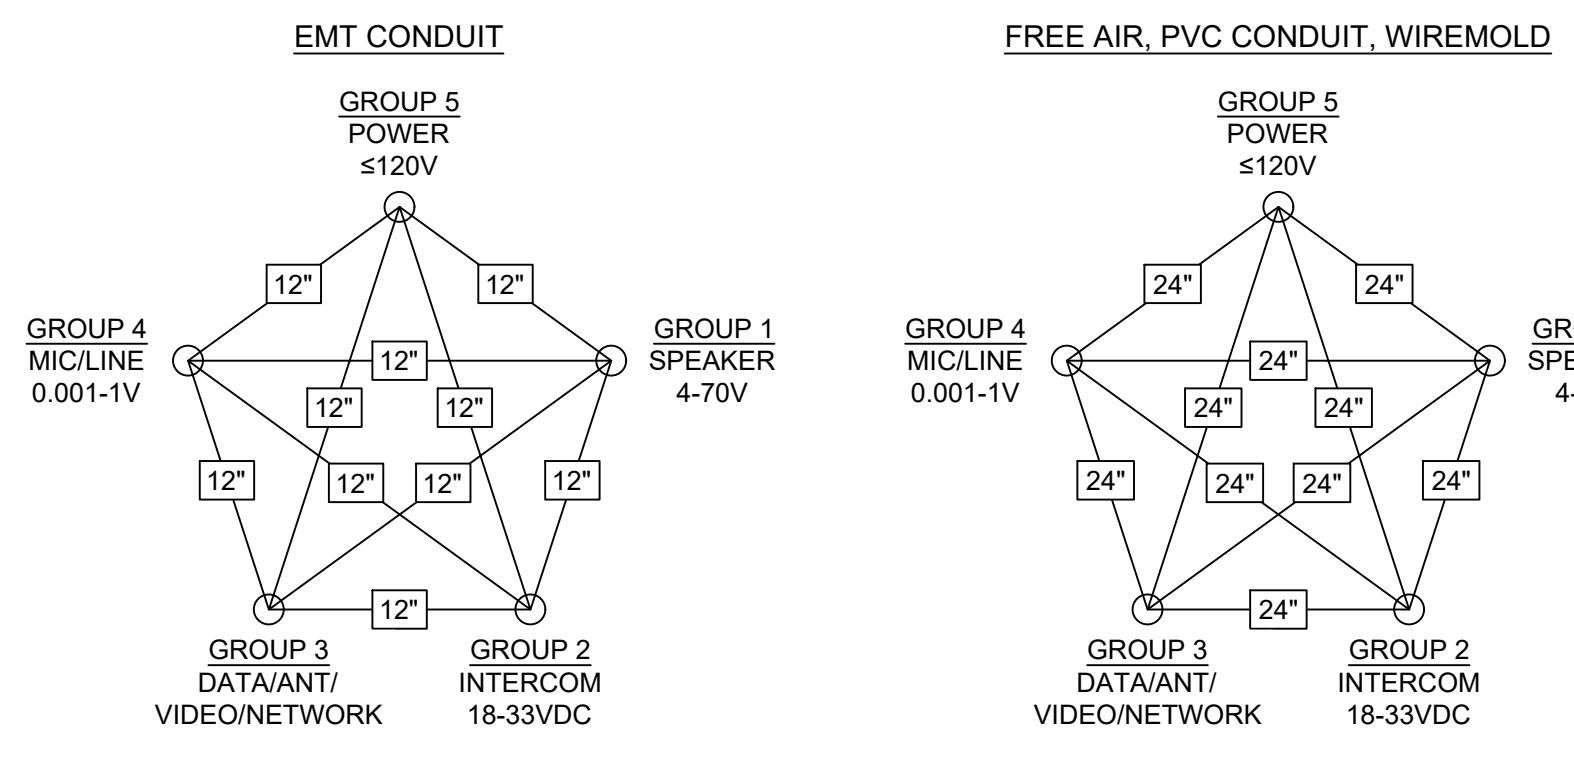 EMT CONDUIT
GROUP 5
POWER
≤120V
12"
12"
GROUP 4
MIC/LINE
0.001-1V
12"
GROUP 1
SPEAKER
4-70V
12"
12"
12"
12"
12"
12"
12"
GROUP 3
DATA/ANT/
VIDEO/NETWORK
GROUP 2
INTERCOM
18-33VDC
FREE AIR, PVC CONDUIT, WIREMOLD
GROUP 5
POWER
≤120V
24"
24"
GROUP 4
MIC/LINE
0.001-1V
24"
24"
24"
24"
24"
24"
24"
24"
GROUP 3
DATA/ANT/
VIDEO/NETWORK
GROUP 2
INTERCOM
18-33VDC